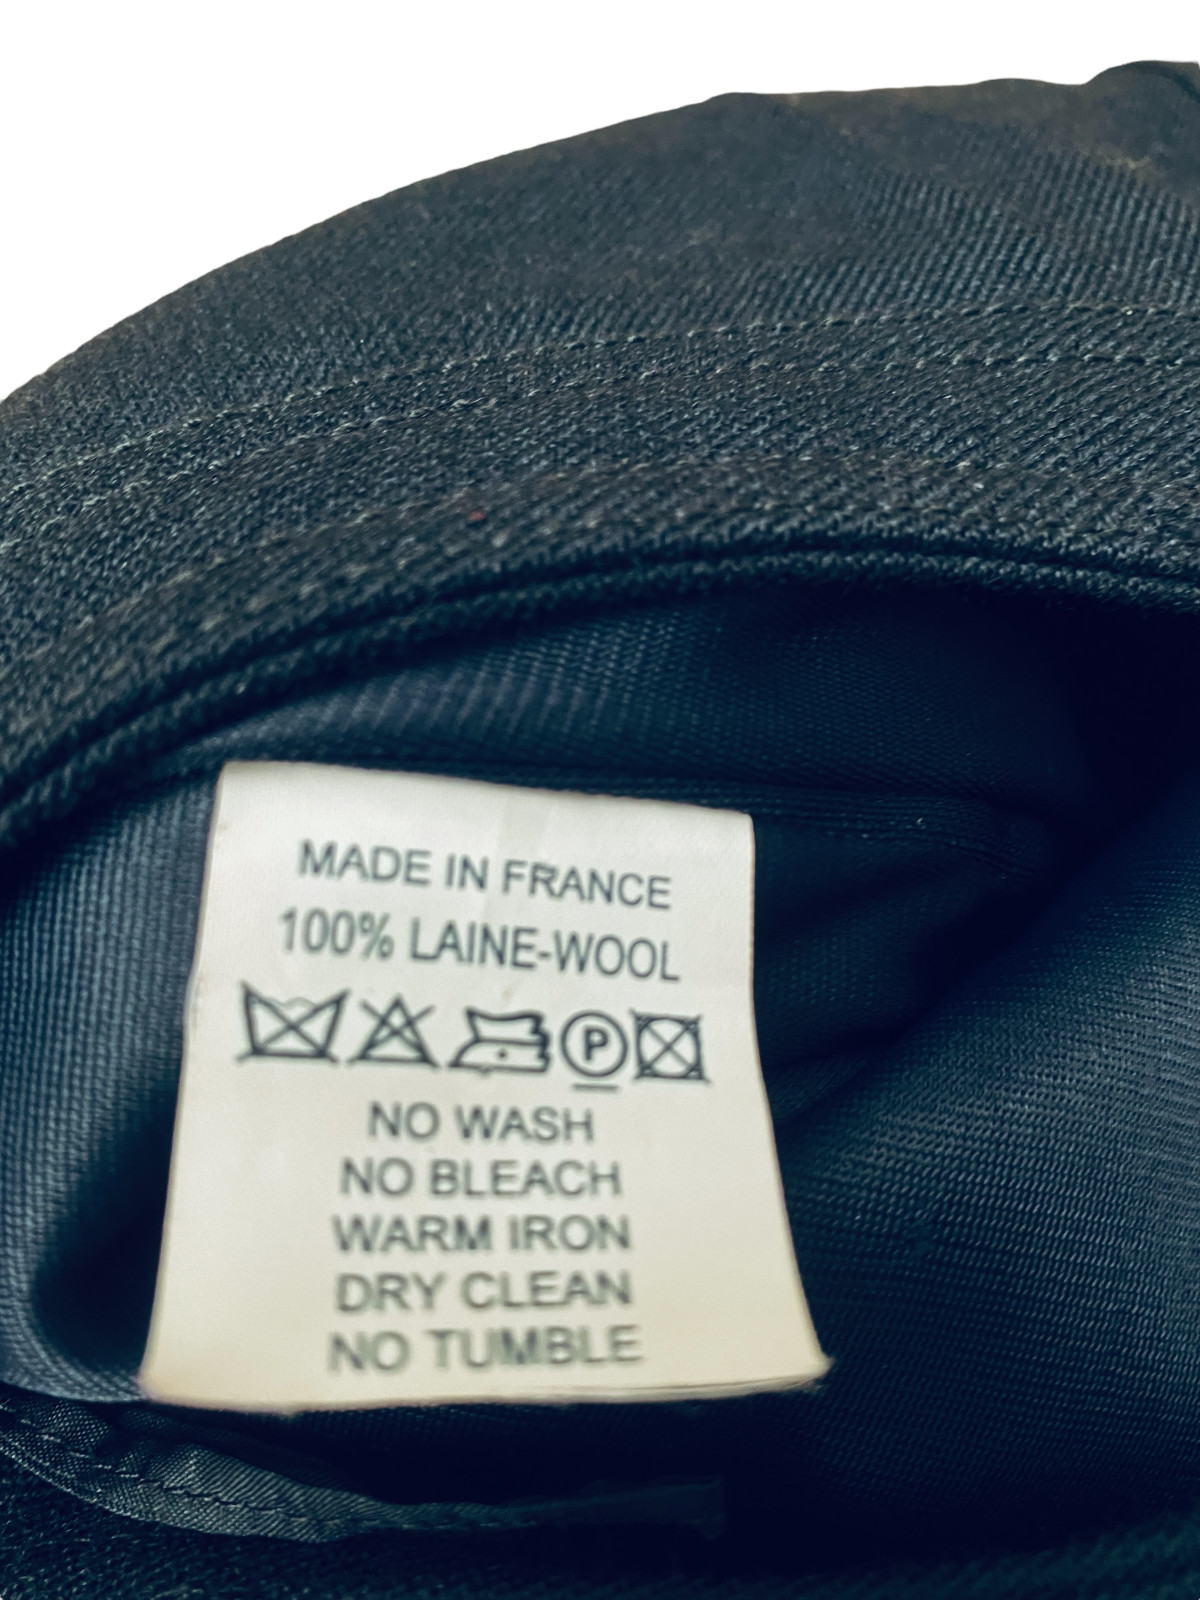 MADE IN FRANCE
100% LAINE-WOOL
P
NO WASH
NO BLEACH
WARM IRON
DRY CLEAN
NO TUMBLE